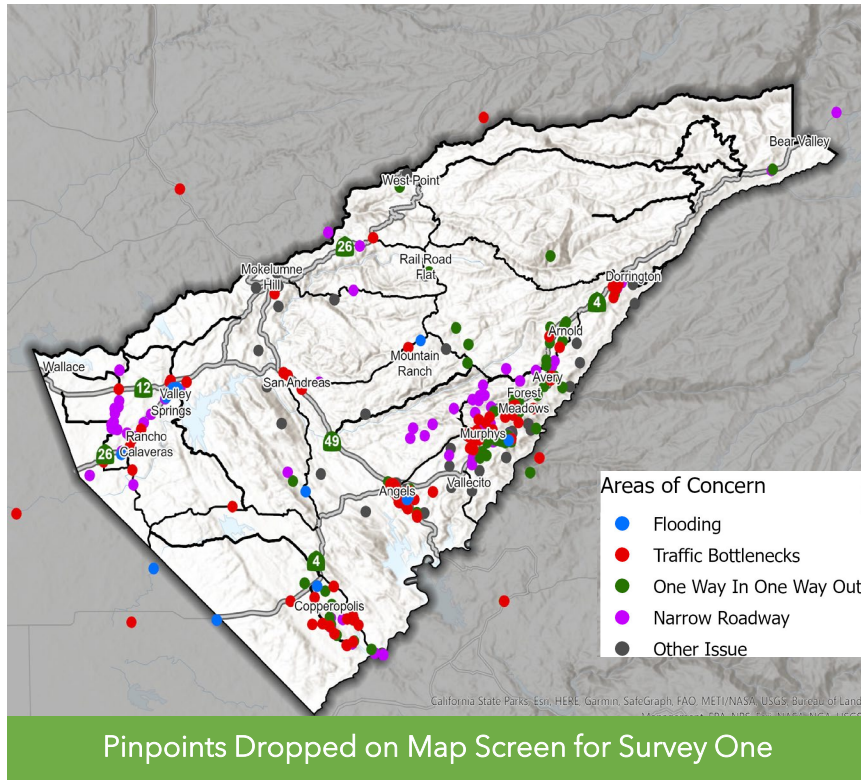 Bear Valley
West Point
26
Rail Road
Flat
Mokelumne
Hill
Dorrington
4
Arnold
Wallace
Mountain
Ranch
San Andreas
Avery
12
Valley
Springs
Forest
Meadows
Murphys
Rancho
Calaveras
26
49
Angels
Vallecito
4
Copperopolis
Areas of Concern
Flooding
Traffic Bottlenecks
One Way In One Way Out
Narrow Roadway
Other Issue
California State Parks, Esri, HERE, Garmin, SafeGraph, FAO, METI/NASA, USGS, Bureau of Land
Pinpoints Dropped on Map Screen for Survey One